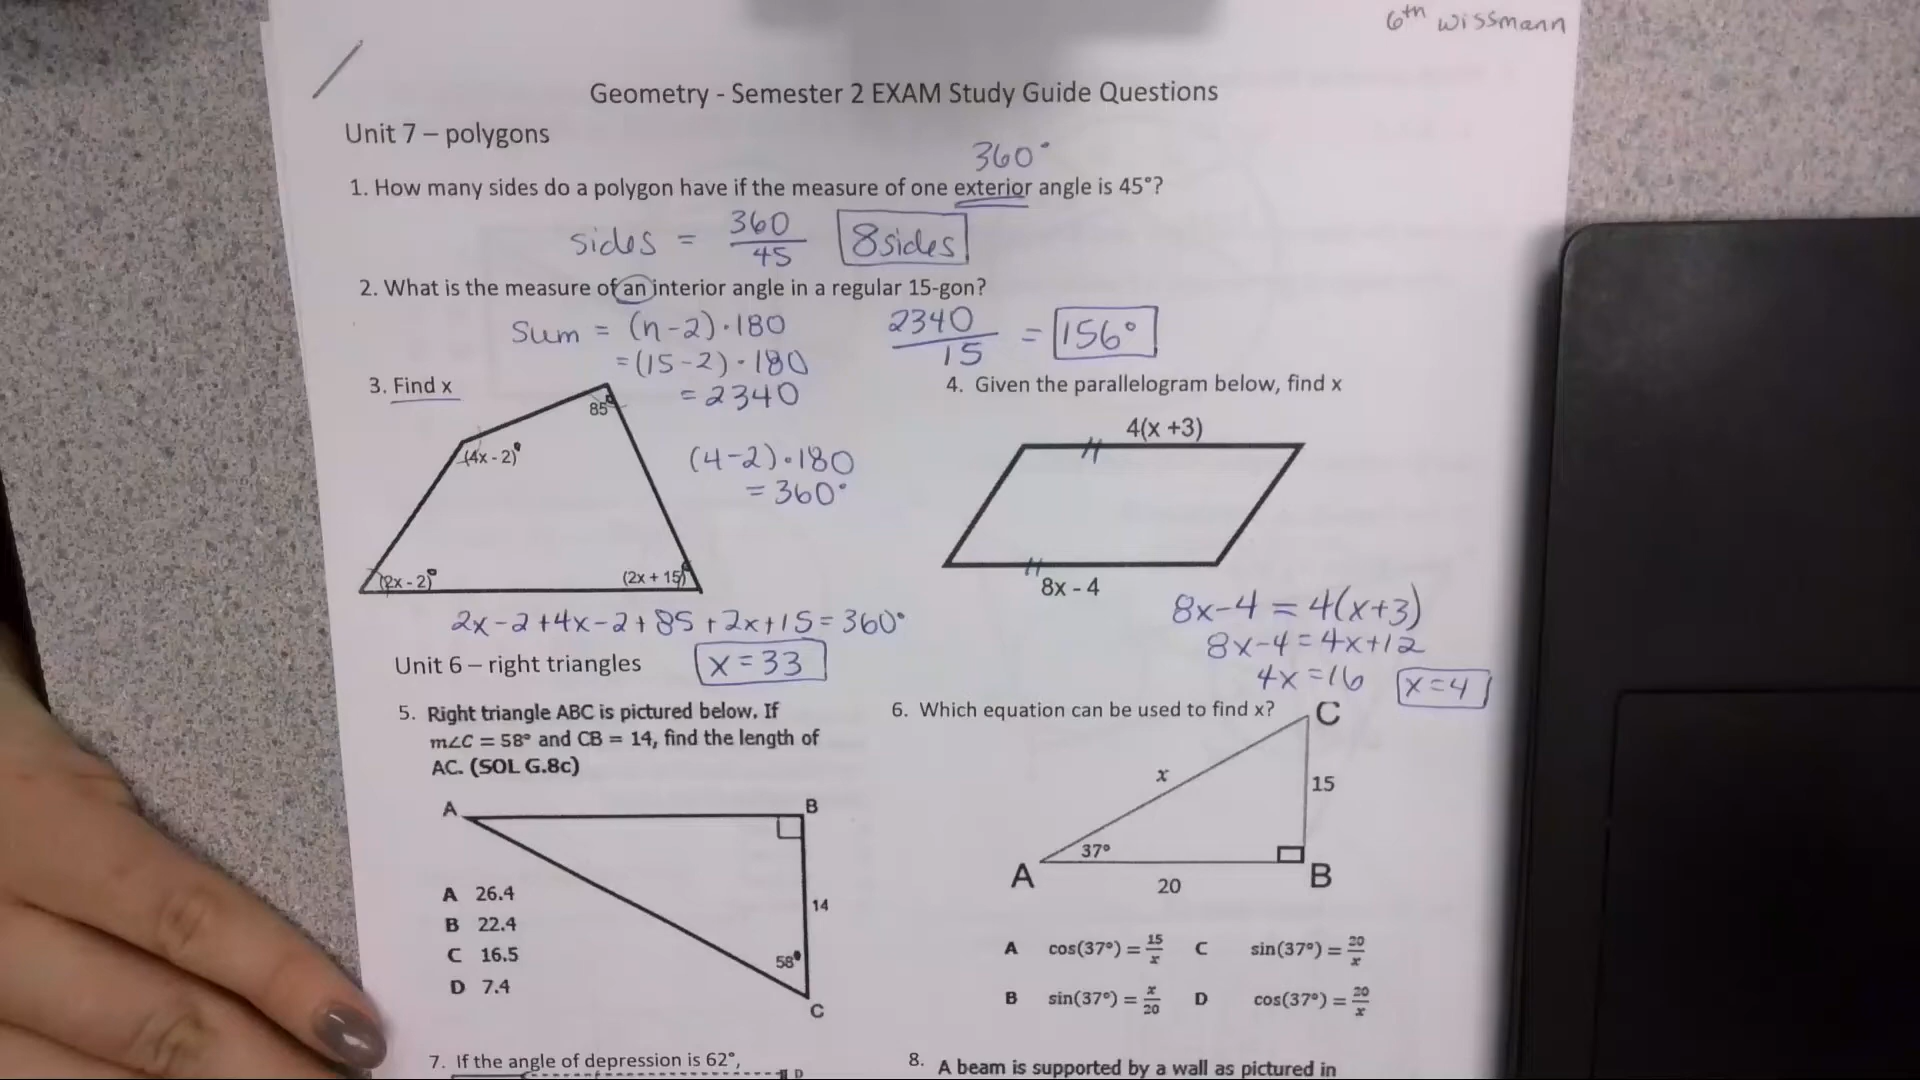 6th Wissmann
Geometry - Semester 2 EXAM Study Guide Questions
Unit 7 – polygons
360°
1. How many sides do a polygon have if the measure of one exterior angle is 45°?
sides = 360/45 8 sides
2. What is the measure of an interior angle in a regular 15-gon?
Sum = (n-2)·180
= (15-2)·180
= 2340
2340/15 = 156°
3. Find x
85°
(4x - 2)°
(2x - 2)°
(2x + 15)°
(4-2)·180
= 360°
2x-2+4x-2+85+2x+15=360°
x=33
4. Given the parallelogram below, find x
4(x +3)
8x - 4
8x-4 = 4(x+3)
8x-4=4x+12
4x=16 x=4
Unit 6 – right triangles
5. Right triangle ABC is pictured below. If
m∠C = 58° and CB = 14, find the length of
AC. (SOL G.8c)
A
B
14
58°
C
A 26.4
B 22.4
C 16.5
D 7.4
6. Which equation can be used to find x?
C
x
15
37°
A
B
20
A cos(37°) = 15/x C sin(37°) = 20/x
B sin(37°) = x/20 D cos(37°) = 20/x
7. If the angle of depression is 62°,
D
8. A beam is supported by a wall as pictured in